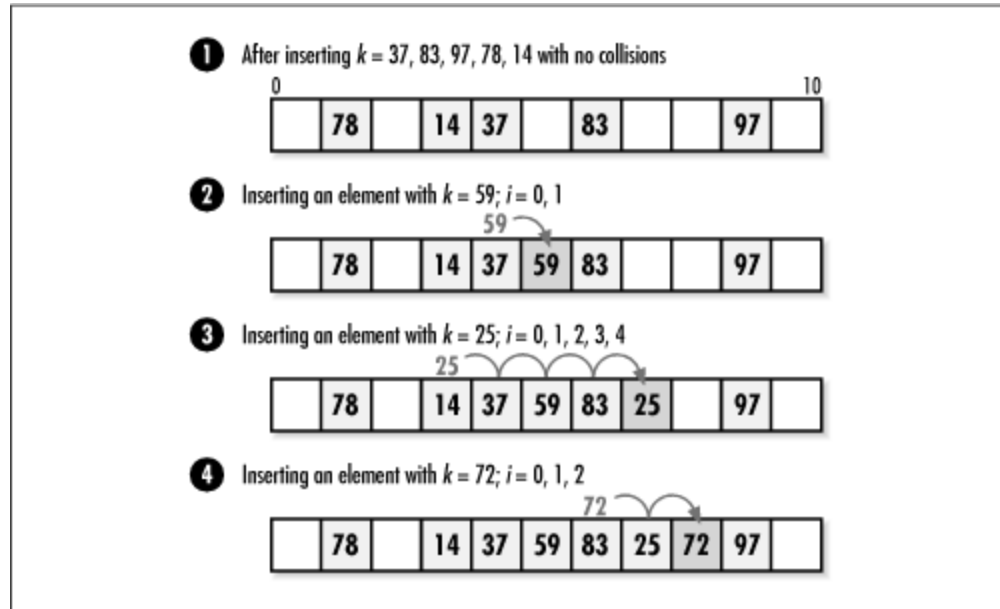 1 After inserting k = 37, 83, 97, 78, 14 with no collisions
0 10
78 14 37 83 97
2 Inserting an element with k = 59; i = 0, 1
59
78 14 37 59 83 97
3 Inserting an element with k = 25; i = 0, 1, 2, 3, 4
25
78 14 37 59 83 25 97
4 Inserting an element with k = 72; i = 0, 1, 2
72
78 14 37 59 83 25 72 97